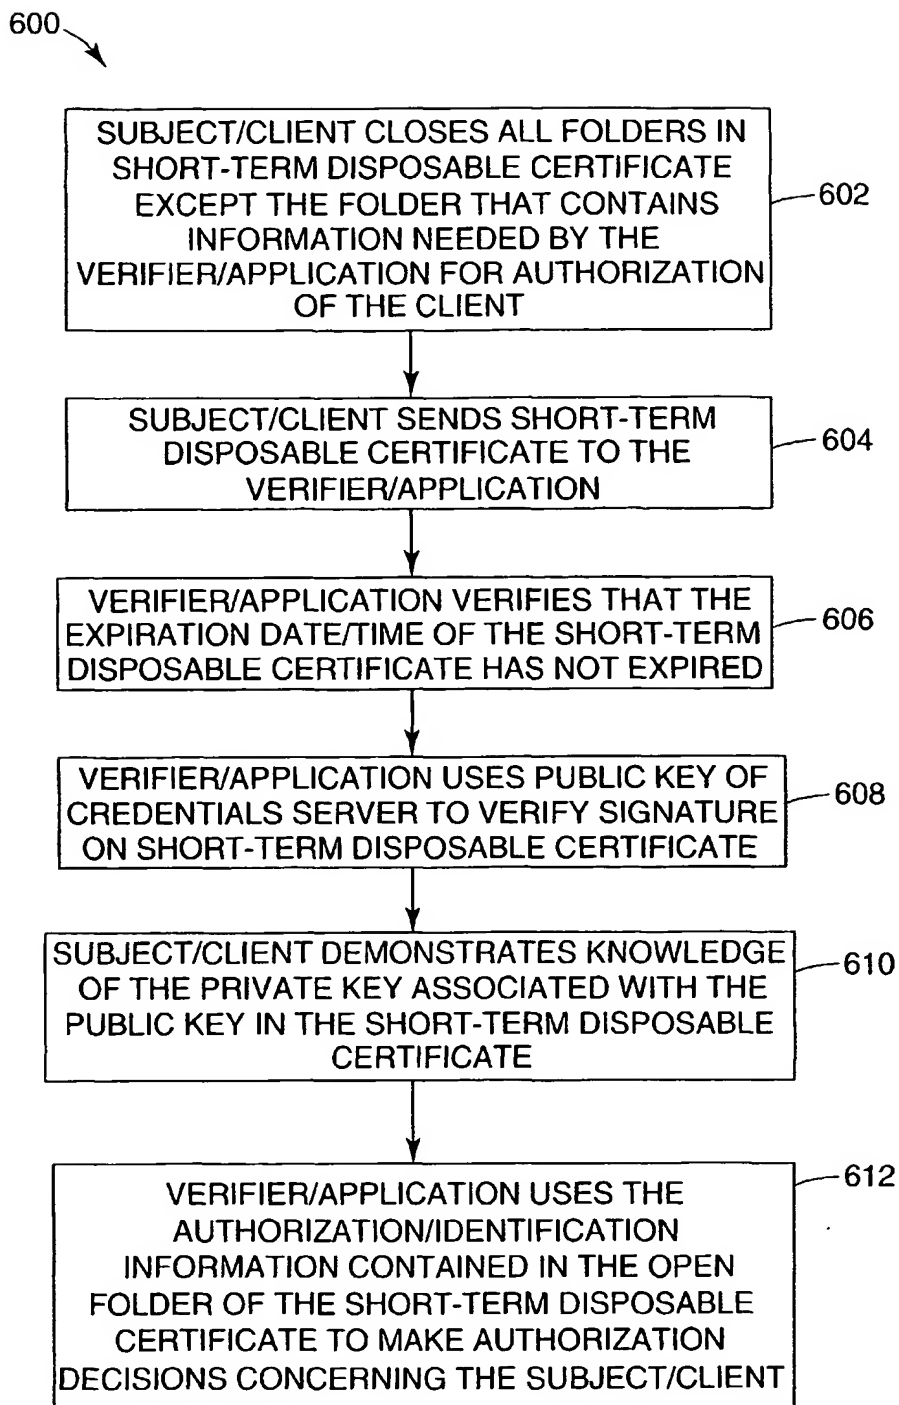 600
SUBJECT/CLIENT CLOSES ALL FOLDERS IN
SHORT-TERM DISPOSABLE CERTIFICATE
EXCEPT THE FOLDER THAT CONTAINS
INFORMATION NEEDED BY THE
VERIFIER/APPLICATION FOR AUTHORIZATION
OF THE CLIENT
602
SUBJECT/CLIENT SENDS SHORT-TERM
DISPOSABLE CERTIFICATE TO THE
VERIFIER/APPLICATION
604
VERIFIER/APPLICATION VERIFIES THAT THE
EXPIRATION DATE/TIME OF THE SHORT-TERM
DISPOSABLE CERTIFICATE HAS NOT EXPIRED
606
VERIFIER/APPLICATION USES PUBLIC KEY OF
CREDENTIALS SERVER TO VERIFY SIGNATURE
ON SHORT-TERM DISPOSABLE CERTIFICATE
608
SUBJECT/CLIENT DEMONSTRATES KNOWLEDGE
OF THE PRIVATE KEY ASSOCIATED WITH THE
PUBLIC KEY IN THE SHORT-TERM DISPOSABLE
CERTIFICATE
610
VERIFIER/APPLICATION USES THE
AUTHORIZATION/IDENTIFICATION
INFORMATION CONTAINED IN THE OPEN
FOLDER OF THE SHORT-TERM DISPOSABLE
CERTIFICATE TO MAKE AUTHORIZATION
DECISIONS CONCERNING THE SUBJECT/CLIENT
612